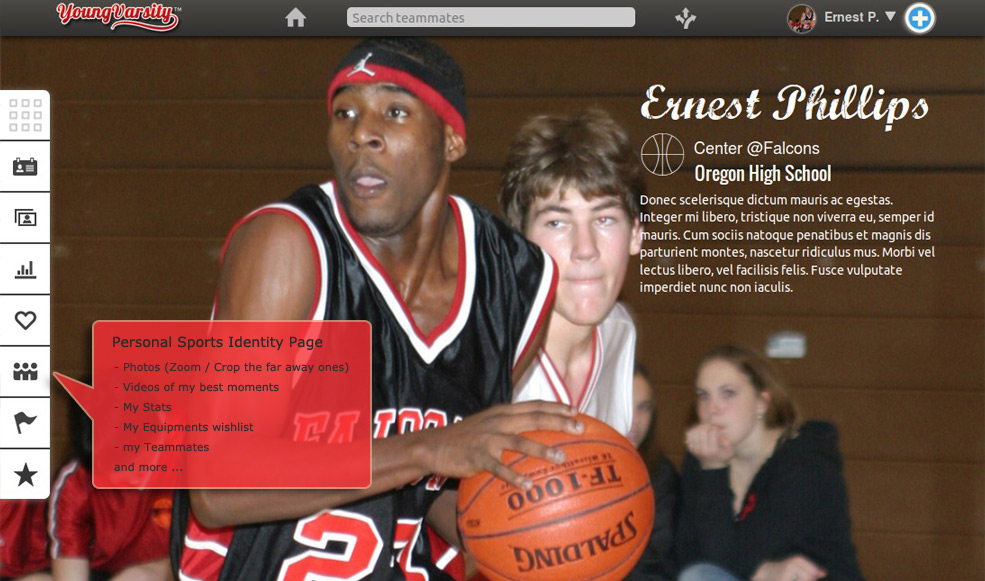 YoungVarsity™
Search teammates
Ernest P. ▼
Ernest Phillips
Center @Falcons
Oregon High School
Donec scelerisque dictum mauris ac egestas.
Integer mi libero, tristique non viverra eu, semper id
mauris. Cum sociis natoque penatibus et magnis dis
parturient montes, nascetur ridiculus mus. Morbi vel
lectus libero, vel facilisis felis. Fusce vulputate
imperdiet nunc non iaculis.
Personal Sports Identity Page
- Photos (Zoom / Crop the far away ones)
- Videos of my best moments
- My Stats
- My Equipments wishlist
- my Teammates
and more ...
FALCON
TF-1000
SPALDING